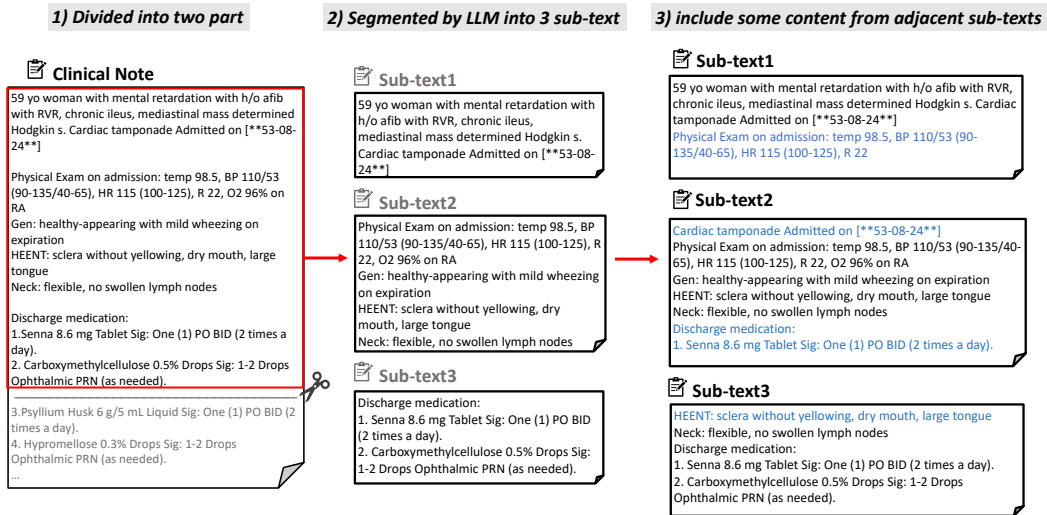 1) Divided into two part
2) Segmented by LLM into 3 sub-text
3) include some content from adjacent sub-texts
Clinical Note
59 yo woman with mental retardation with h/o afib
with RVR, chronic ileus, mediastinal mass determined
Hodgkin s. Cardiac tamponade Admitted on [**53-08-
24**]
Physical Exam on admission: temp 98.5, BP 110/53
(90-135/40-65), HR 115 (100-125), R 22, O2 96% on
RA
Gen: healthy-appearing with mild wheezing on
expiration
HEENT: sclera without yellowing, dry mouth, large
tongue
Neck: flexible, no swollen lymph nodes
Discharge medication:
1.Senna 8.6 mg Tablet Sig: One (1) PO BID (2 times a
day).
2. Carboxymethylcellulose 0.5% Drops Sig: 1-2 Drops
Ophthalmic PRN (as needed).
3.Psyllium Husk 6 g/5 mL Liquid Sig: One (1) PO BID (2
times a day).
4. Hypromellose 0.3% Drops Sig: 1-2 Drops
Ophthalmic PRN (as needed).
...
Sub-text1
59 yo woman with mental retardation with
h/o afib with RVR, chronic ileus,
mediastinal mass determined Hodgkin s.
Cardiac tamponade Admitted on [**53-08-
24**]
Sub-text2
Physical Exam on admission: temp 98.5, BP
110/53 (90-135/40-65), HR 115 (100-125), R
22, O2 96% on RA
Gen: healthy-appearing with mild wheezing
on expiration
HEENT: sclera without yellowing, dry
mouth, large tongue
Neck: flexible, no swollen lymph nodes
Sub-text3
Discharge medication:
1. Senna 8.6 mg Tablet Sig: One (1) PO BID
(2 times a day).
2. Carboxymethylcellulose 0.5% Drops Sig:
1-2 Drops Ophthalmic PRN (as needed).
Sub-text1
59 yo woman with mental retardation with h/o afib with RVR,
chronic ileus, mediastinal mass determined Hodgkin s. Cardiac
tamponade Admitted on [**53-08-24**]
Physical Exam on admission: temp 98.5, BP 110/53 (90-
135/40-65), HR 115 (100-125), R 22
Sub-text2
Cardiac tamponade Admitted on [**53-08-24**]
Physical Exam on admission: temp 98.5, BP 110/53 (90-135/40-
65), HR 115 (100-125), R 22, O2 96% on RA
Gen: healthy-appearing with mild wheezing on expiration
HEENT: sclera without yellowing, dry mouth, large tongue
Neck: flexible, no swollen lymph nodes
Discharge medication:
1. Senna 8.6 mg Tablet Sig: One (1) PO BID (2 times a day).
Sub-text3
HEENT: sclera without yellowing, dry mouth, large tongue
Neck: flexible, no swollen lymph nodes
Discharge medication:
1. Senna 8.6 mg Tablet Sig: One (1) PO BID (2 times a day).
2. Carboxymethylcellulose 0.5% Drops Sig: 1-2 Drops
Ophthalmic PRN (as needed).